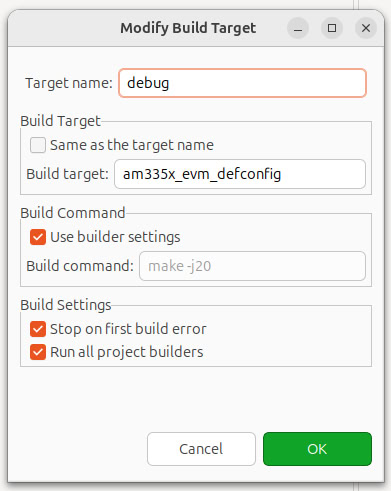 Modify Build Target
Target name: debug
Build Target
Same as the target name
Build target: am335x_evm_defconfig
Build Command
Use builder settings
Build command: make -j20
Build Settings
Stop on first build error
Run all project builders
Cancel OK